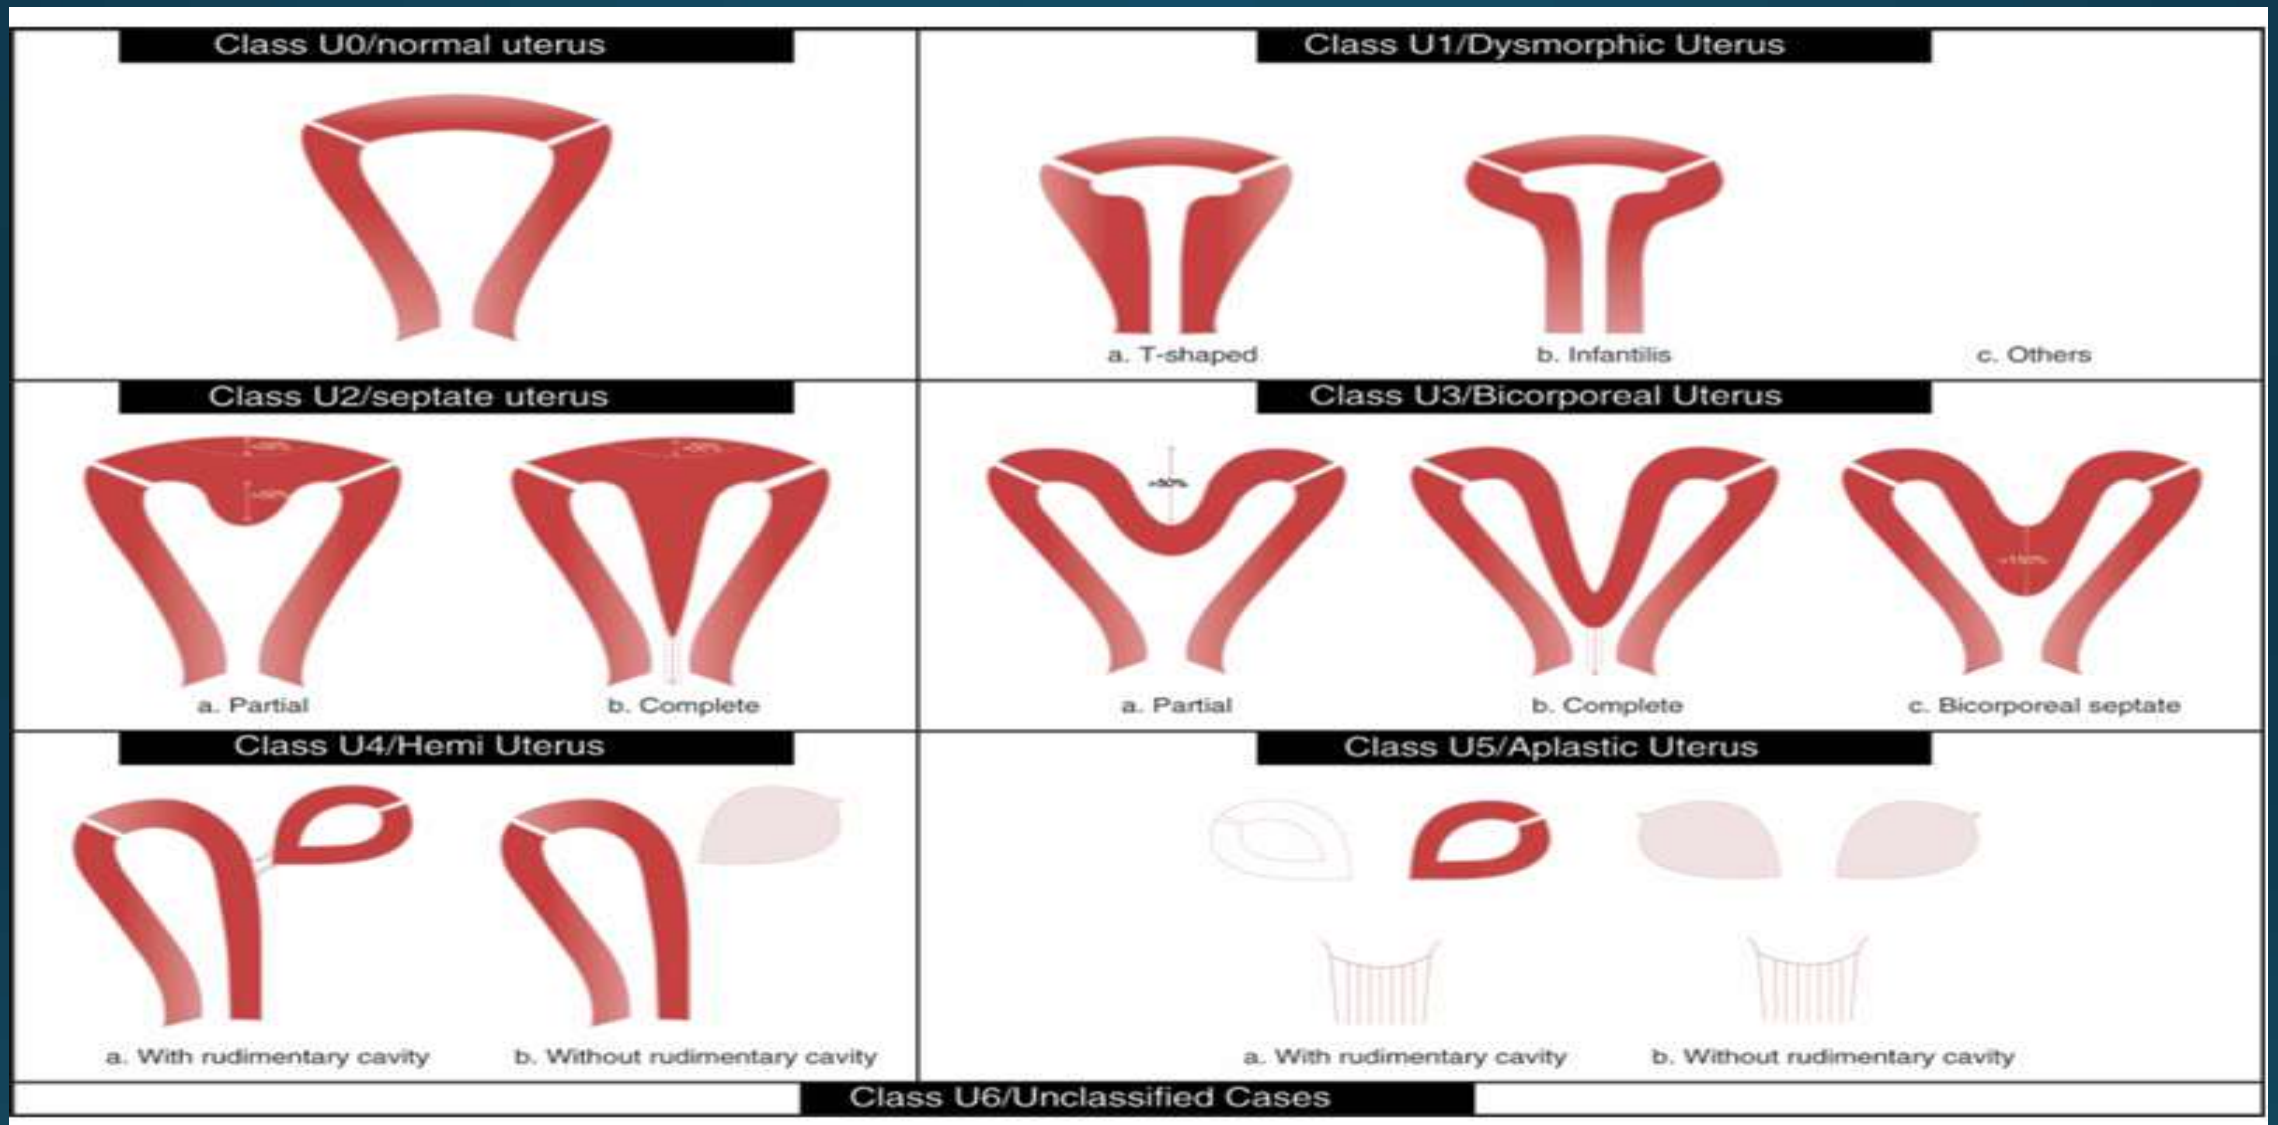 Class U0/normal uterus
Class U1/Dysmorphic Uterus
a. T-shaped
b. Infantilis
c. Others
Class U2/septate uterus
Class U3/Bicorporeal Uterus
a. Partial
b. Complete
>50%
a. Partial
b. Complete
c. Bicorporeal septate
Class U4/Hemi Uterus
Class U5/Aplastic Uterus
a. With rudimentary cavity
b. Without rudimentary cavity
a. With rudimentary cavity
b. Without rudimentary cavity
Class U6/Unclassified Cases